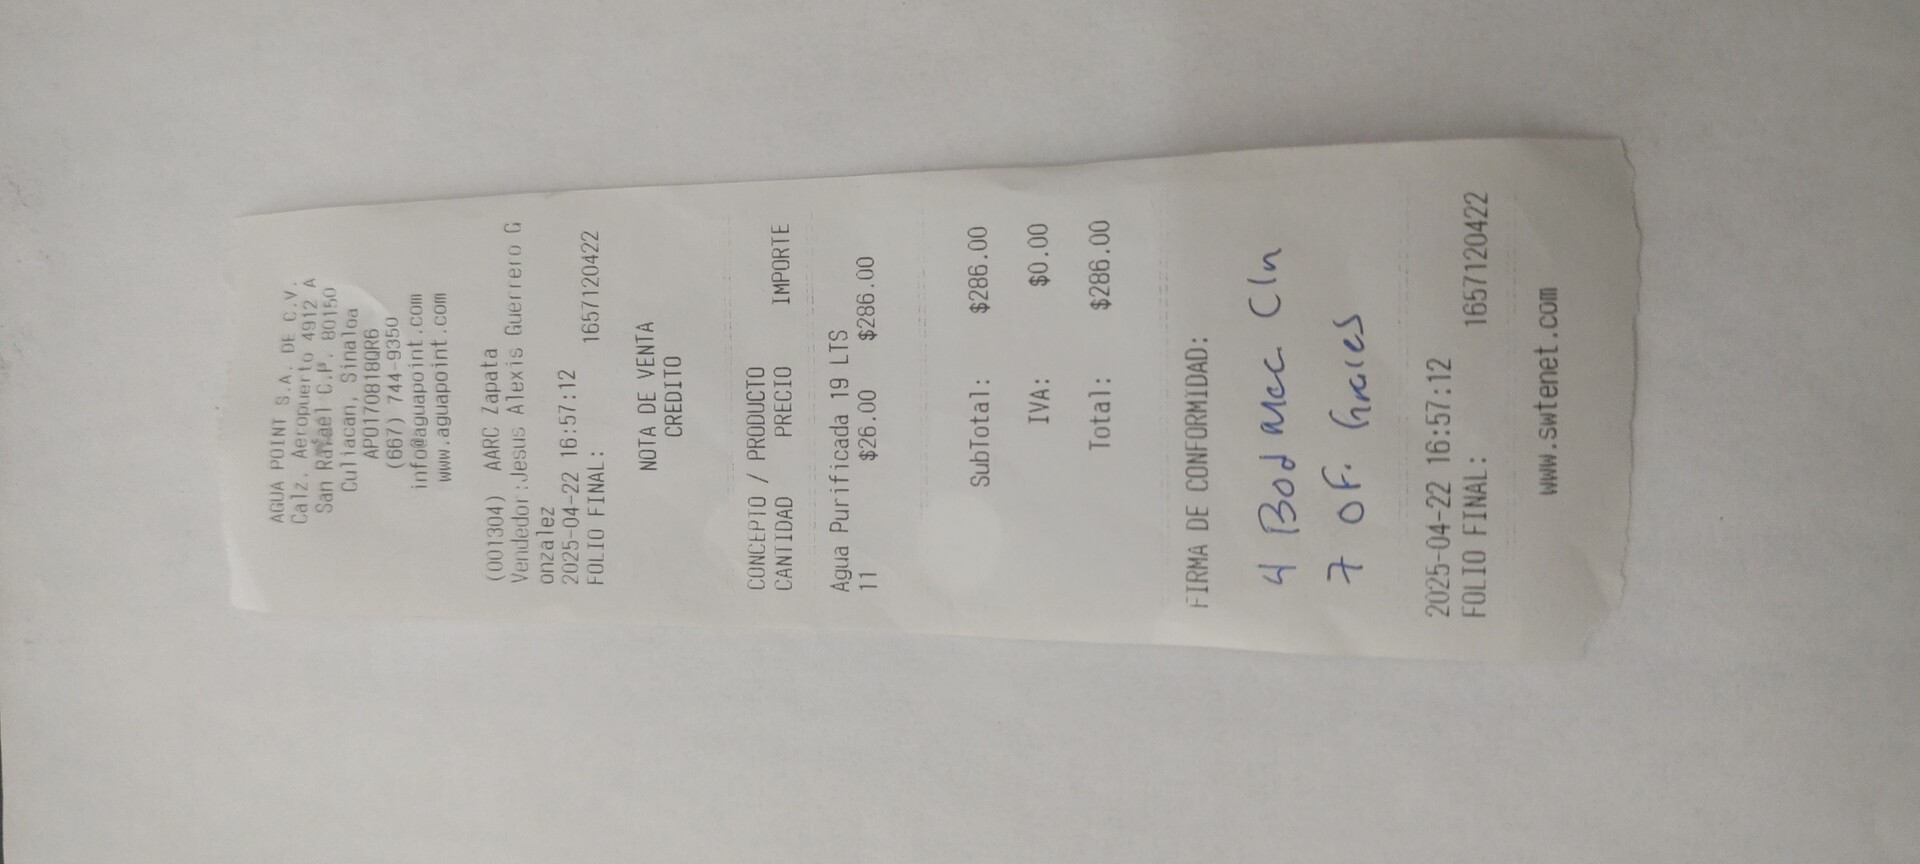 AGUA POINT S.A. DE C.V.
Calz. Aeropuerto 4912 A
San Rafael C.P. 80150
Culiacan, Sinaloa
APO170818QR6
(667) 744-9350
info@aguapoint.com
www.aguapoint.com
(001304) AARC Zapata
Vendedor:Jesus Alexis Guerrero G
onzalez
2025-04-22 16:57:12
FOLIO FINAL: 1657120422
NOTA DE VENTA
CREDITO
CONCEPTO / PRODUCTO
CANTIDAD PRECIO IMPORTE
Agua Purificada 19 LTS
11 $26.00 $286.00
SubTotal: $286.00
IVA: $0.00
Total: $286.00
FIRMA DE CONFORMIDAD:
4 Bod Mcc Cln
7 OF.
2025-04-22 16:57:12
FOLIO FINAL: 1657120422
www.swtenet.com